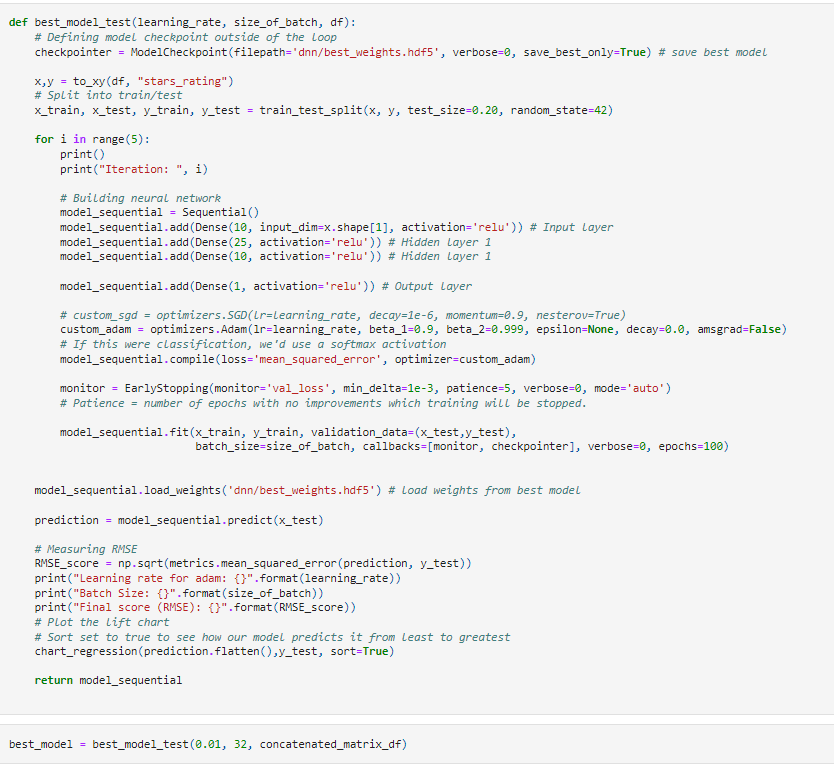 def best_model_test(learning_rate, size_of_batch, df):
    # Defining model checkpoint outside of the loop
    checkpointer = ModelCheckpoint(filepath='dnn/best_weights.hdf5', verbose=0, save_best_only=True) # save best model

    x,y = to_xy(df, "stars_rating")
    # Split into train/test
    x_train, x_test, y_train, y_test = train_test_split(x, y, test_size=0.20, random_state=42)

    for i in range(5):
        print()
        print("Iteration: ", i)

        # Building neural network
        model_sequential = Sequential()
        model_sequential.add(Dense(10, input_dim=x.shape[1], activation='relu')) # Input layer
        model_sequential.add(Dense(25, activation='relu')) # Hidden layer 1
        model_sequential.add(Dense(10, activation='relu')) # Hidden layer 1

        model_sequential.add(Dense(1, activation='relu')) # Output layer

        # custom_sgd = optimizers.SGD(lr=learning_rate, decay=1e-6, momentum=0.9, nesterov=True)
        custom_adam = optimizers.Adam(lr=learning_rate, beta_1=0.9, beta_2=0.999, epsilon=None, decay=0.0, amsgrad=False)
        # If this were classification, we'd use a softmax activation
        model_sequential.compile(loss='mean_squared_error', optimizer=custom_adam)

        monitor = EarlyStopping(monitor='val_loss', min_delta=1e-3, patience=5, verbose=0, mode='auto')
        # Patience = number of epochs with no improvements which training will be stopped.

        model_sequential.fit(x_train, y_train, validation_data=(x_test,y_test),
                             batch_size=size_of_batch, callbacks=[monitor, checkpointer], verbose=0, epochs=100)

    model_sequential.load_weights('dnn/best_weights.hdf5') # load weights from best model

    prediction = model_sequential.predict(x_test)

    # Measuring RMSE
    RMSE_score = np.sqrt(metrics.mean_squared_error(prediction, y_test))
    print("Learning rate for adam: {}".format(learning_rate))
    print("Batch Size: {}".format(size_of_batch))
    print("Final score (RMSE): {}".format(RMSE_score))
    # Plot the lift chart
    # Sort set to true to see how our model predicts it from least to greatest
    chart_regression(prediction.flatten(),y_test, sort=True)

    return model_sequential

best_model = best_model_test(0.01, 32, concatenated_matrix_df)